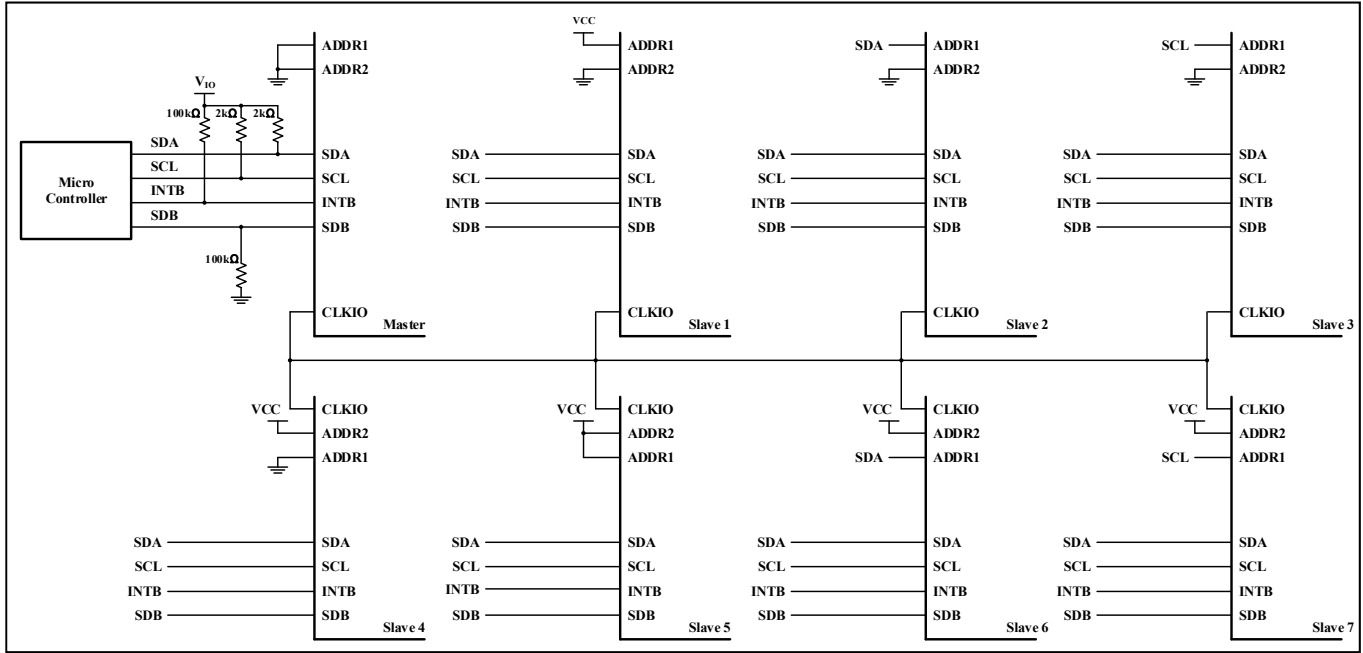 VCC
ADDR1
ADDR2
ADDR1
ADDR2
SDA
ADDR1
ADDR2
SCL
ADDR1
ADDR2
VIO
100kΩ
2kΩ
2kΩ
Micro
Controller
SDA
SCL
INTB
SDB
100kΩ
SDA
SCL
INTB
SDB
CLKIO
Master
SDA
SCL
INTB
SDB
SDA
SCL
INTB
SDB
CLKIO
Slave 1
SDA
SCL
INTB
SDB
SDA
SCL
INTB
SDB
CLKIO
Slave 2
SDA
SCL
INTB
SDB
SDA
SCL
INTB
SDB
CLKIO
Slave 3
VCC
CLKIO
ADDR2
ADDR1
SDA
SCL
INTB
SDB
SDA
SCL
INTB
SDB
Slave 4
VCC
CLKIO
ADDR2
ADDR1
SDA
SCL
INTB
SDB
SDA
SCL
INTB
SDB
Slave 5
VCC
CLKIO
ADDR2
SDA
ADDR1
SDA
SCL
INTB
SDB
SDA
SCL
INTB
SDB
Slave 6
VCC
CLKIO
ADDR2
SCL
ADDR1
SDA
SCL
INTB
SDB
SDA
SCL
INTB
SDB
Slave 7